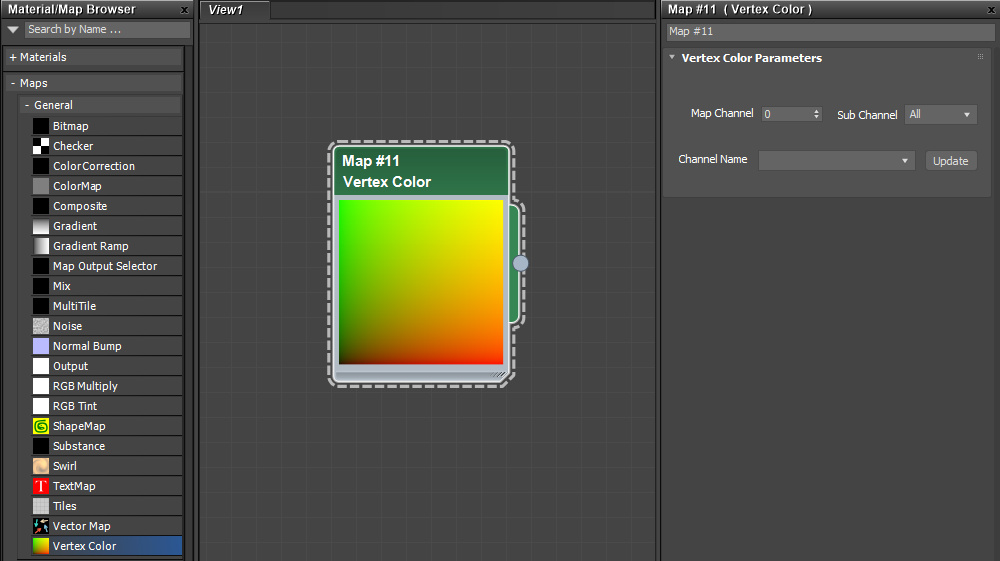 Material/Map Browser x
Search by Name ...
+ Materials
- Maps
- General
Bitmap
Checker
ColorCorrection
ColorMap
Composite
Gradient
Gradient Ramp
Map Output Selector
Mix
MultiTile
Noise
Normal Bump
Output
RGB Multiply
RGB Tint
ShapeMap
Substance
Swirl
T TextMap
Tiles
Vector Map
Vertex Color
View1
Map #11
Vertex Color
Map #11 ( Vertex Color ) x
Map #11
Vertex Color Parameters
Map Channel 0 Sub Channel All
Channel Name Update